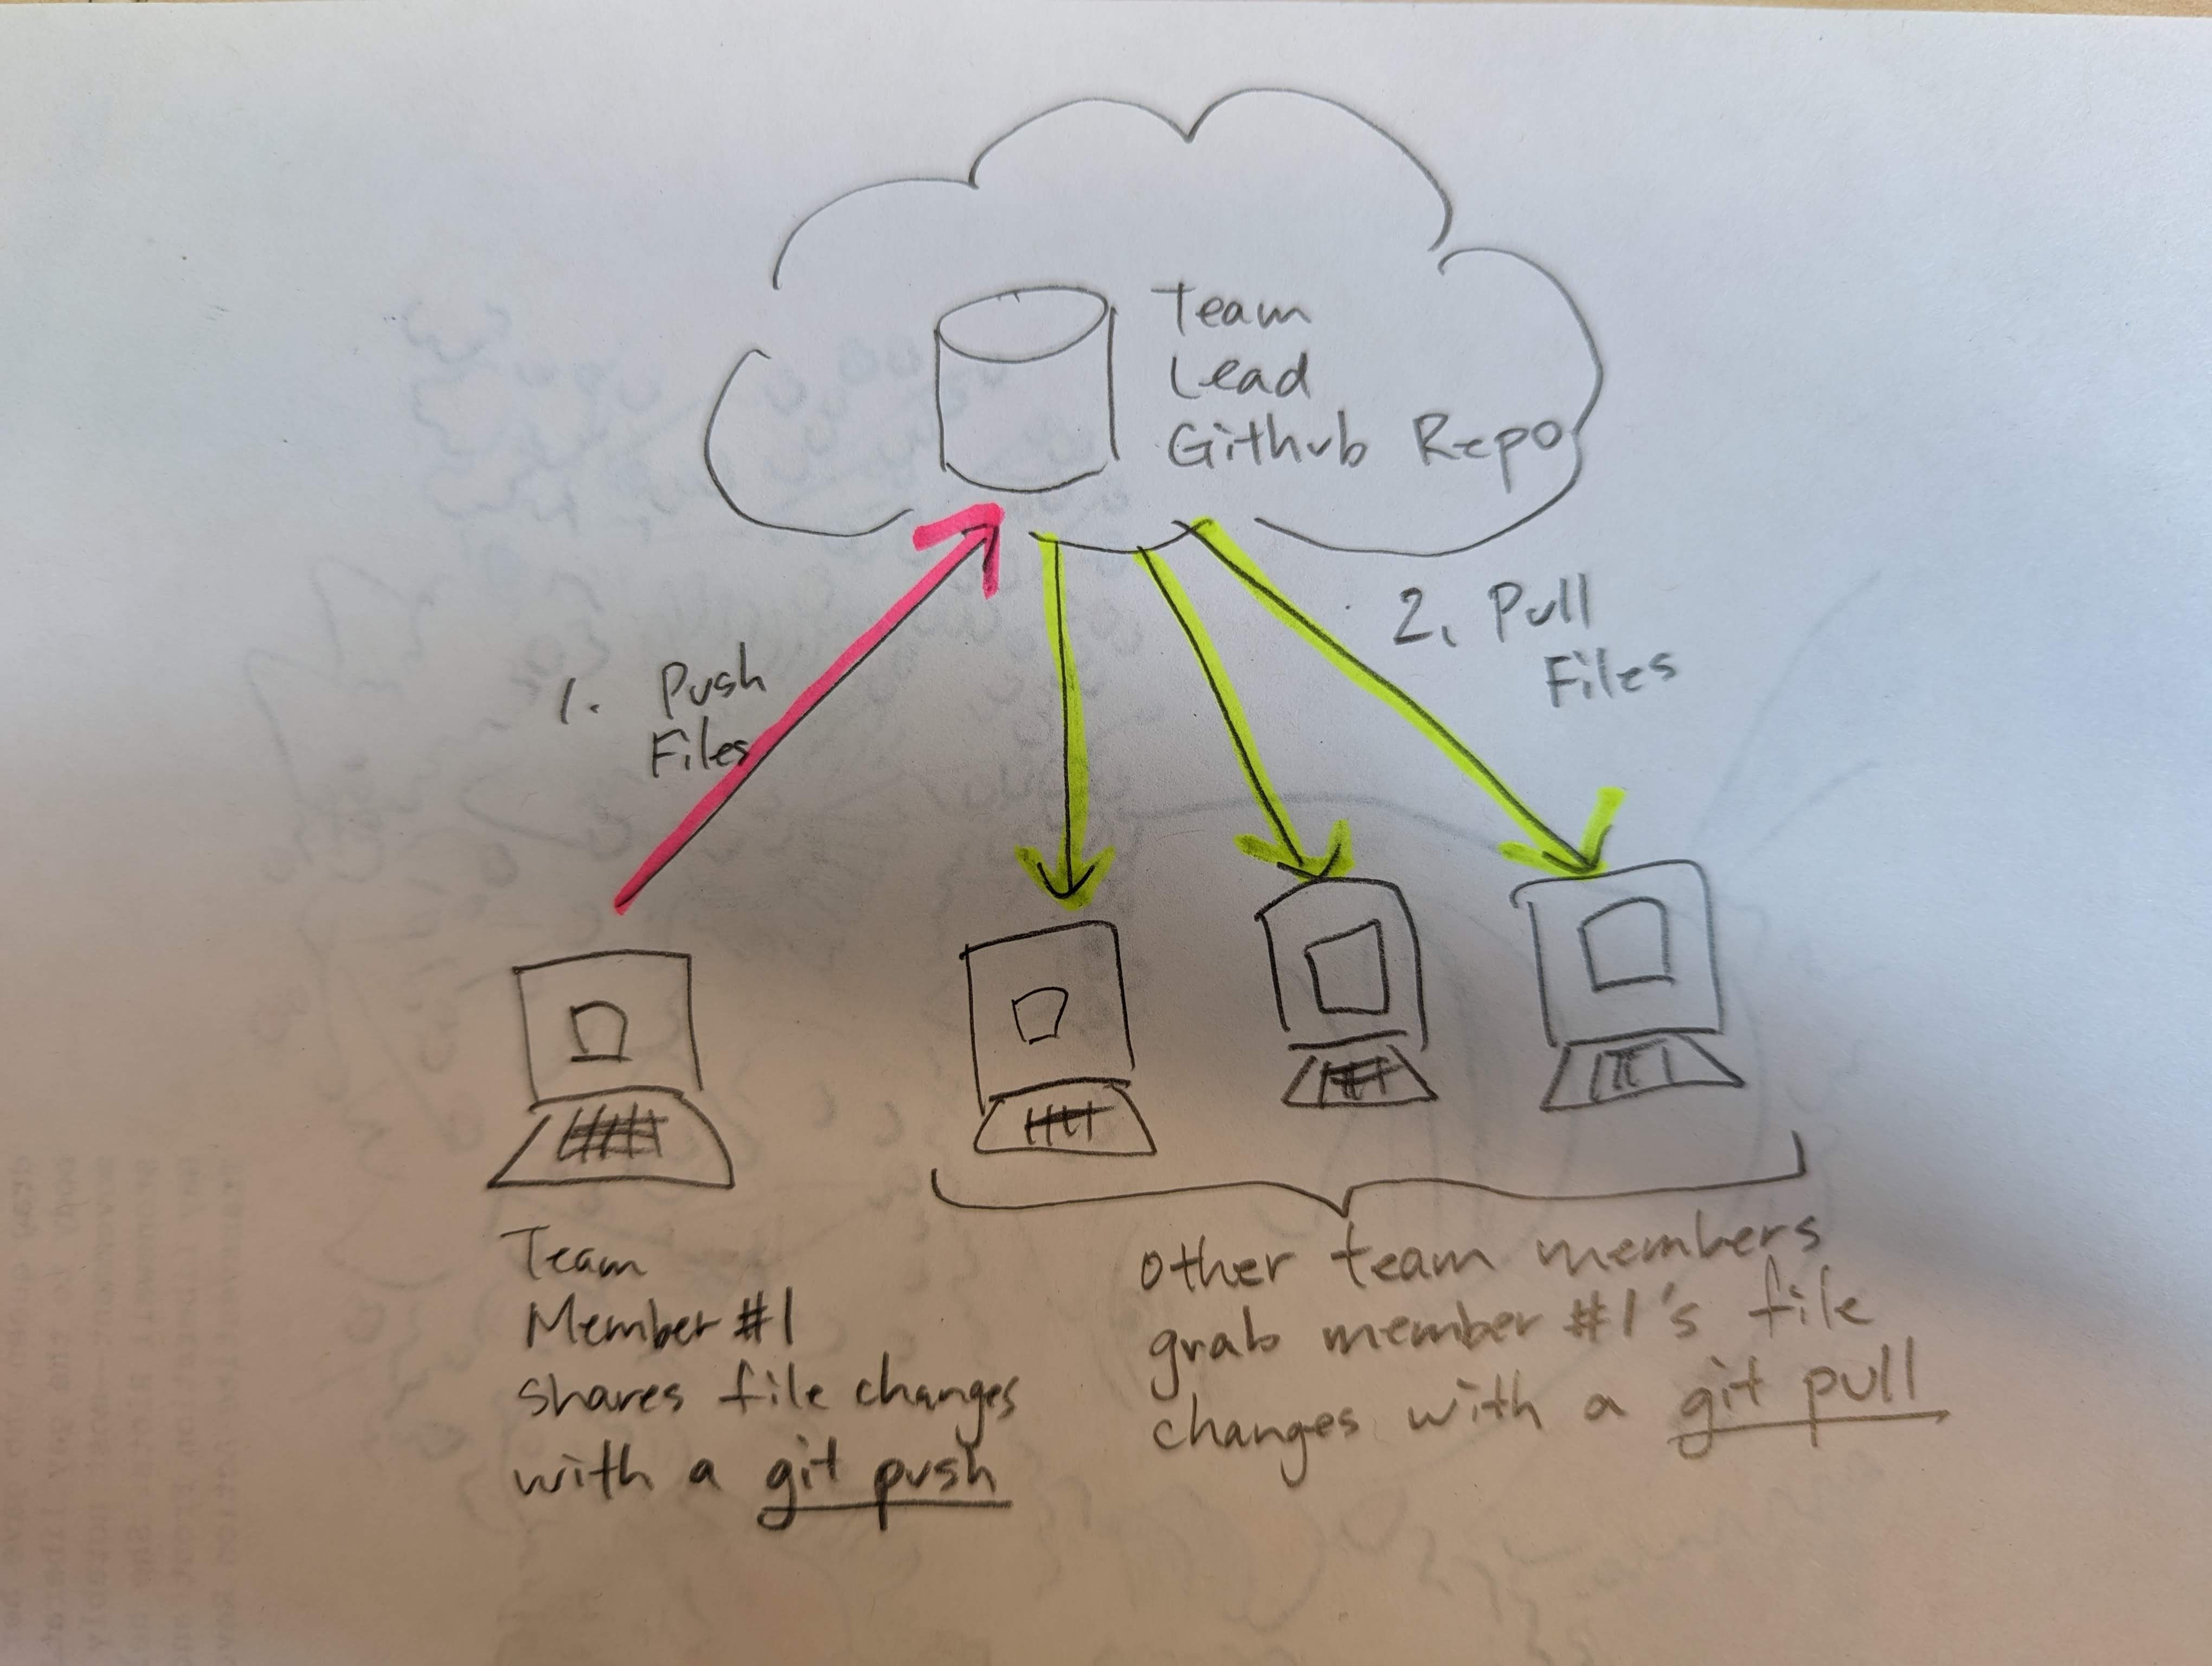 Team
Lead
Github Repo
1. Push
Files
2. Pull
Files
Team
Member #1
shares file changes
with a git push
other team members
grab member #1's file
changes with a git pull